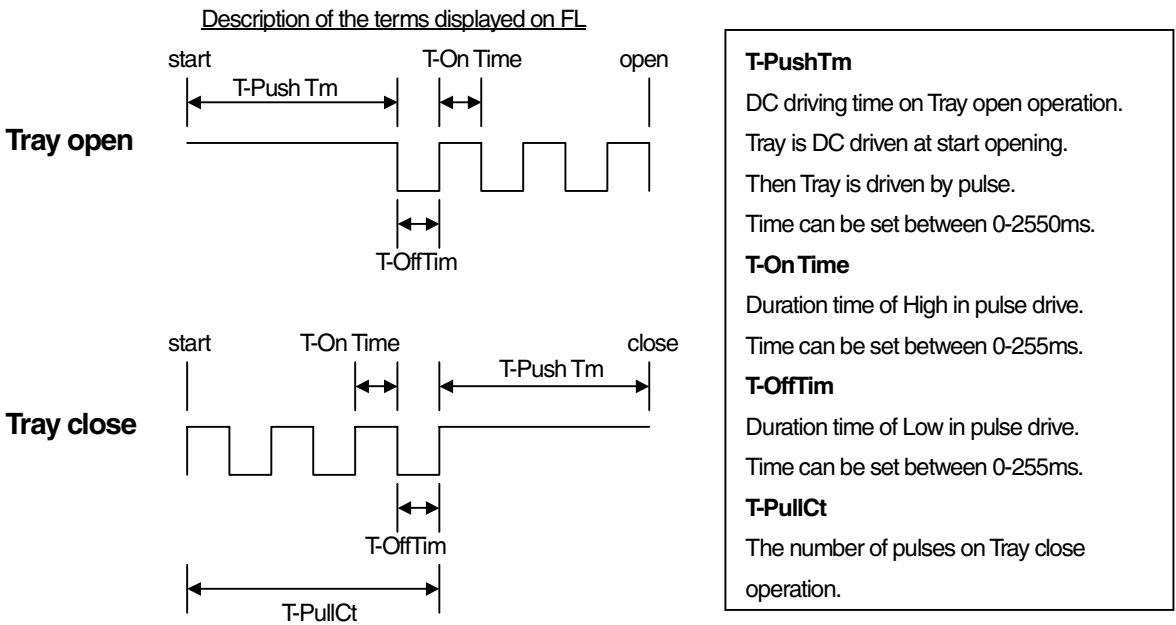 Description of the terms displayed on FL
start
T-On Time
open
T-Push Tm
Tray open
T-OffTim
start
T-On Time
close
T-Push Tm
Tray close
T-OffTim
T-PullCt
T-PushTm
DC driving time on Tray open operation.
Tray is DC driven at start opening.
Then Tray is driven by pulse.
Time can be set between 0-2550ms.
T-On Time
Duration time of High in pulse drive.
Time can be set between 0-255ms.
T-OffTim
Duration time of Low in pulse drive.
Time can be set between 0-255ms.
T-PullCt
The number of pulses on Tray close
operation.